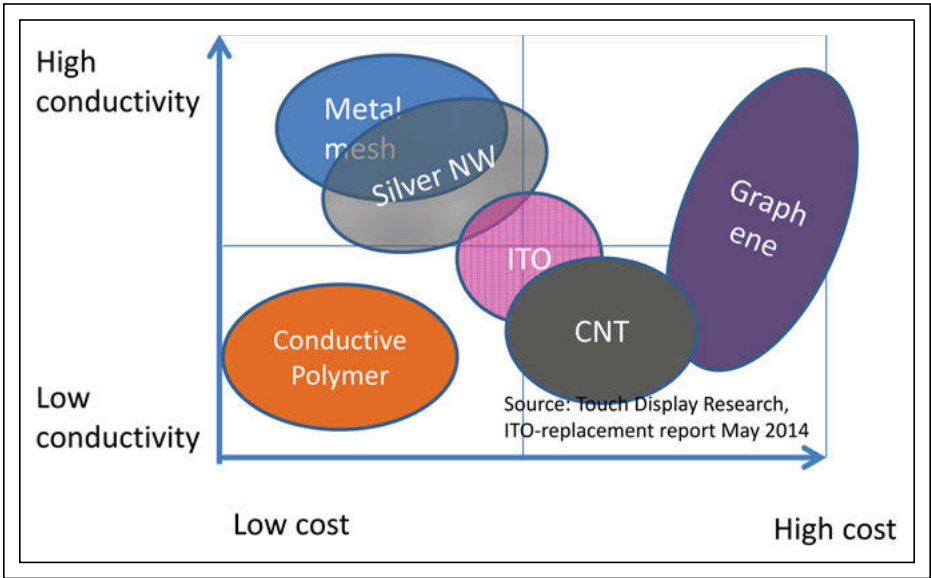 High
conductivity
Metal
mesh
Silver NW
Graph
ene
ITO
CNT
Conductive
Polymer
Low
conductivity
Source: Touch Display Research,
ITO-replacement report May 2014
Low cost
High cost